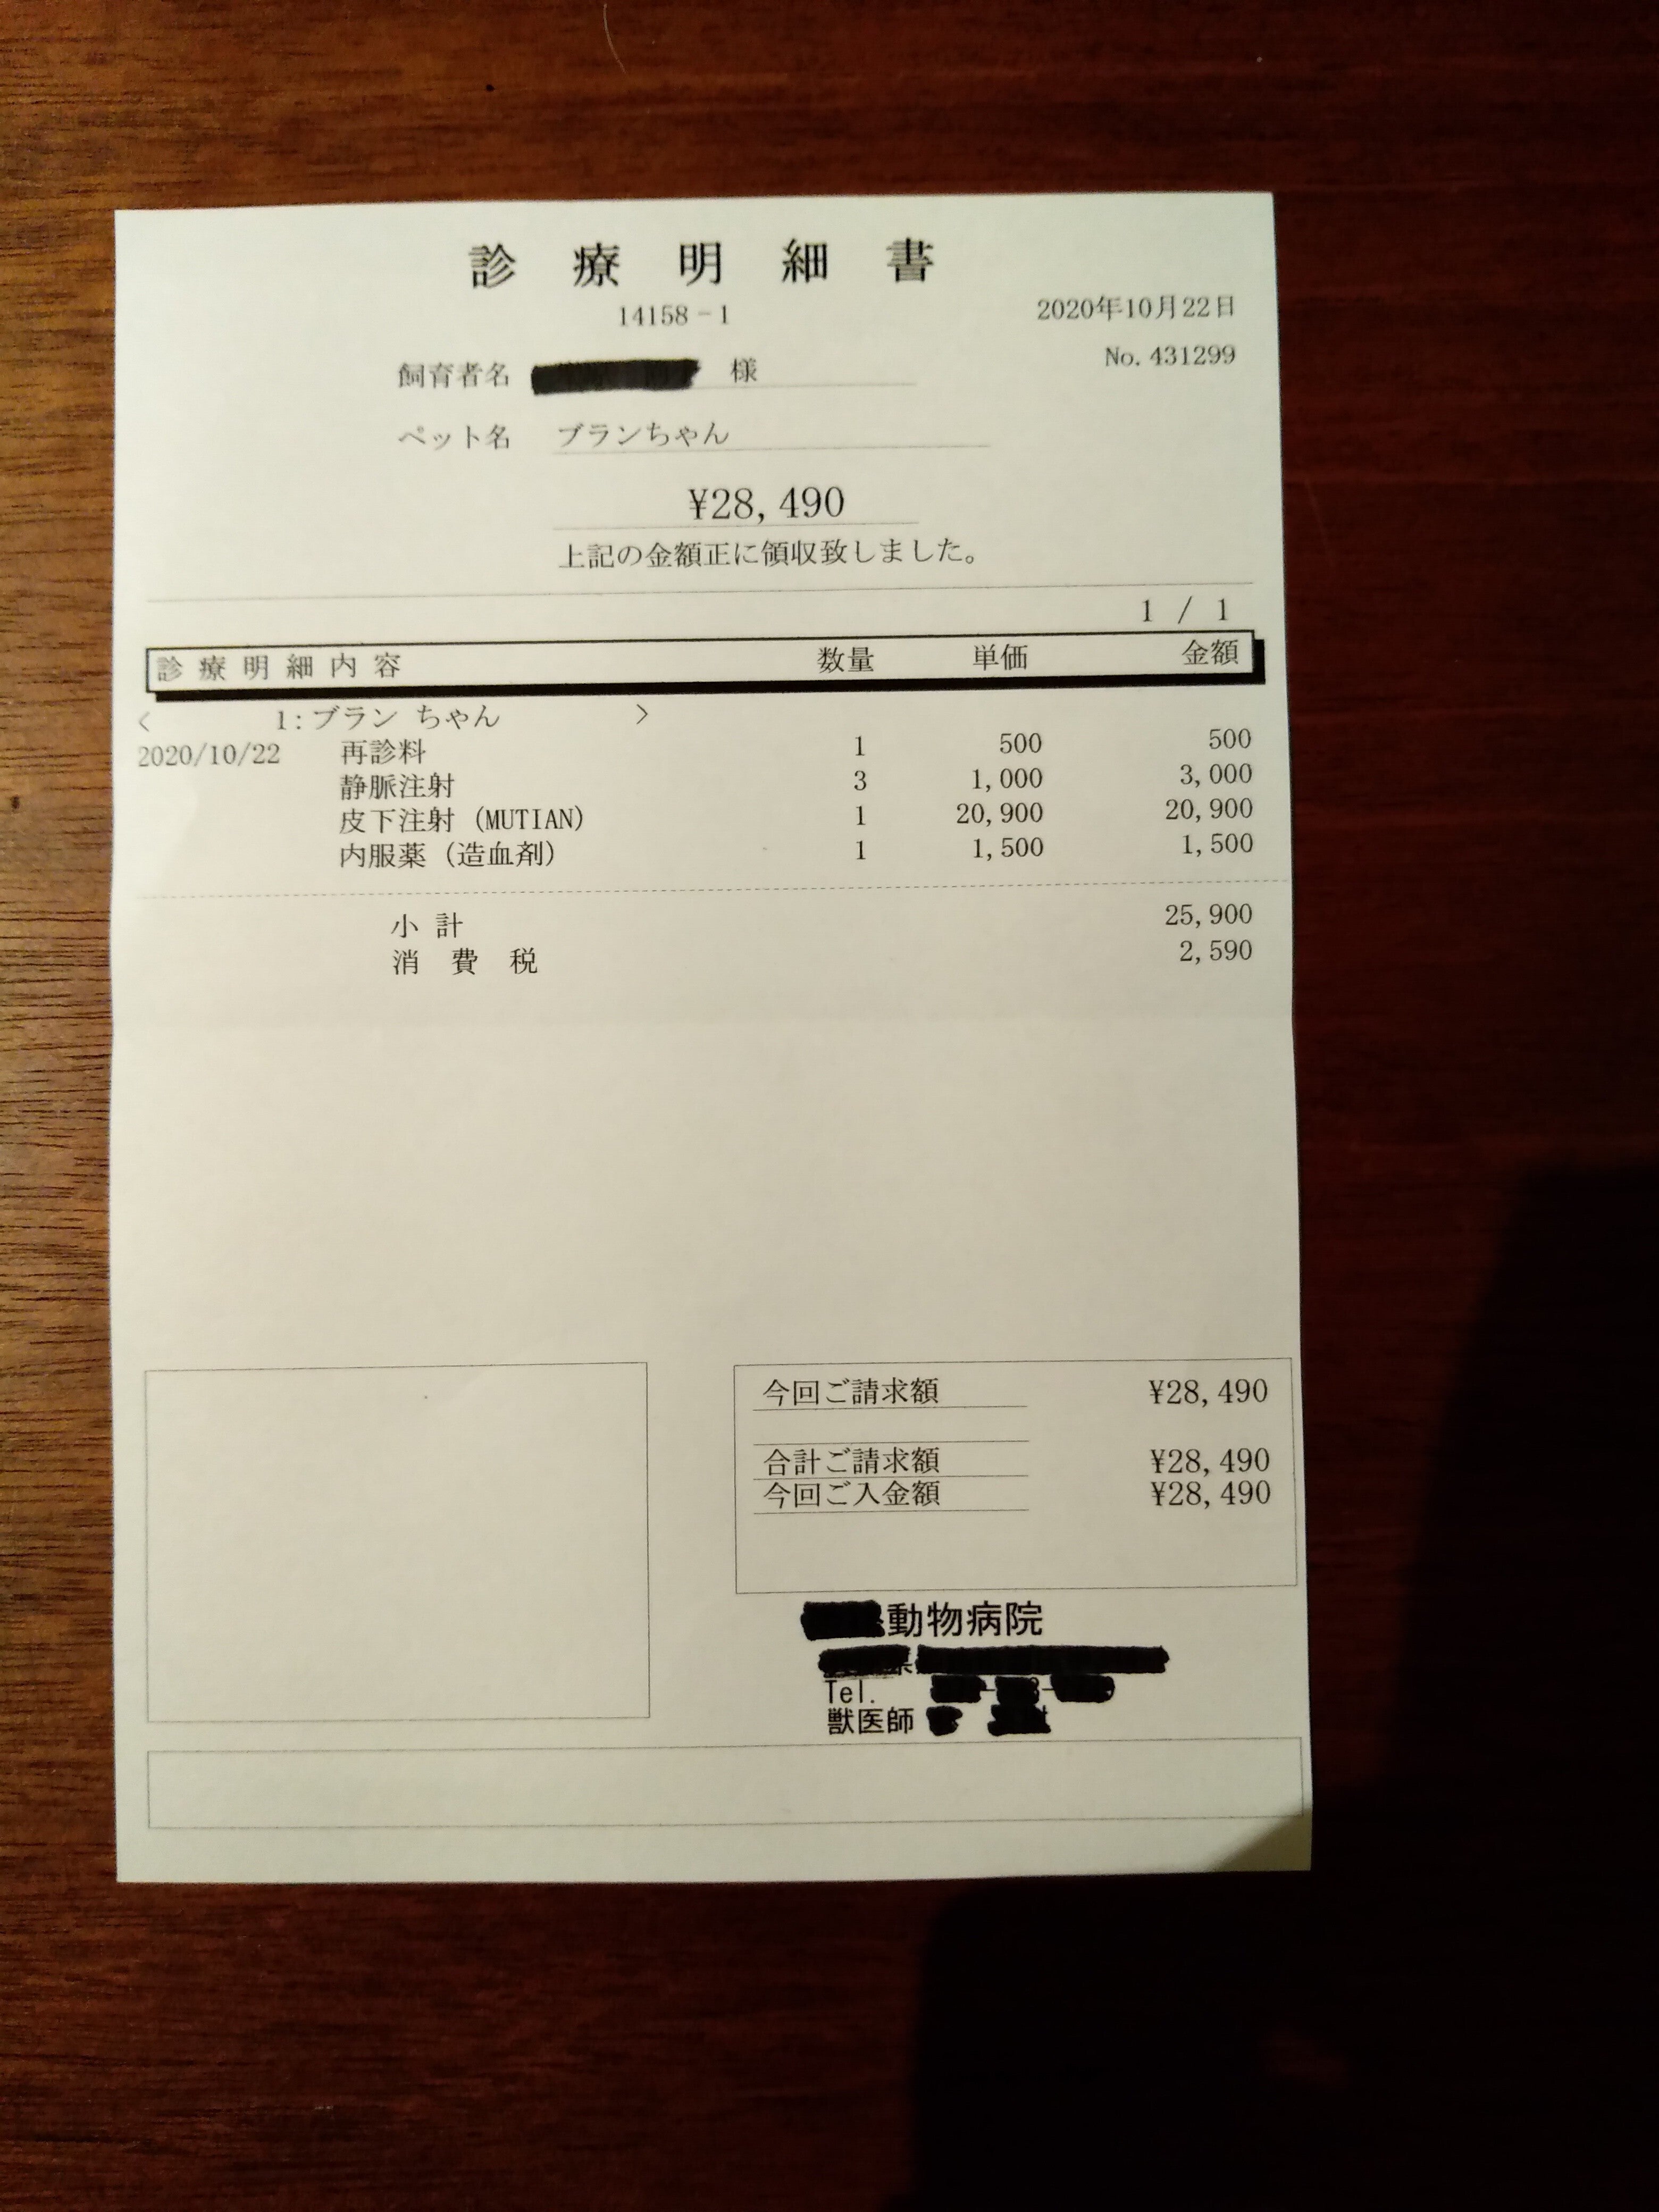 診療明細書
14158-1
2020年10月22日
No. 431299
飼育者名 様
ペット名 ブランちゃん
¥28,490
上記の金額正に領収致しました。
1 / 1
診療明細内容 数量 単価 金額
< 1:ブラン ちゃん >
2020/10/22 再診料 1 500 500
静脈注射 3 1,000 3,000
皮下注射 (MUTIAN) 1 20,900 20,900
内服薬 (造血剤) 1 1,500 1,500
小計 25,900
消費税 2,590
今回ご請求額 ¥28,490
合計ご請求額 ¥28,490
今回ご入金額 ¥28,490
動物病院
Tel.
獣医師